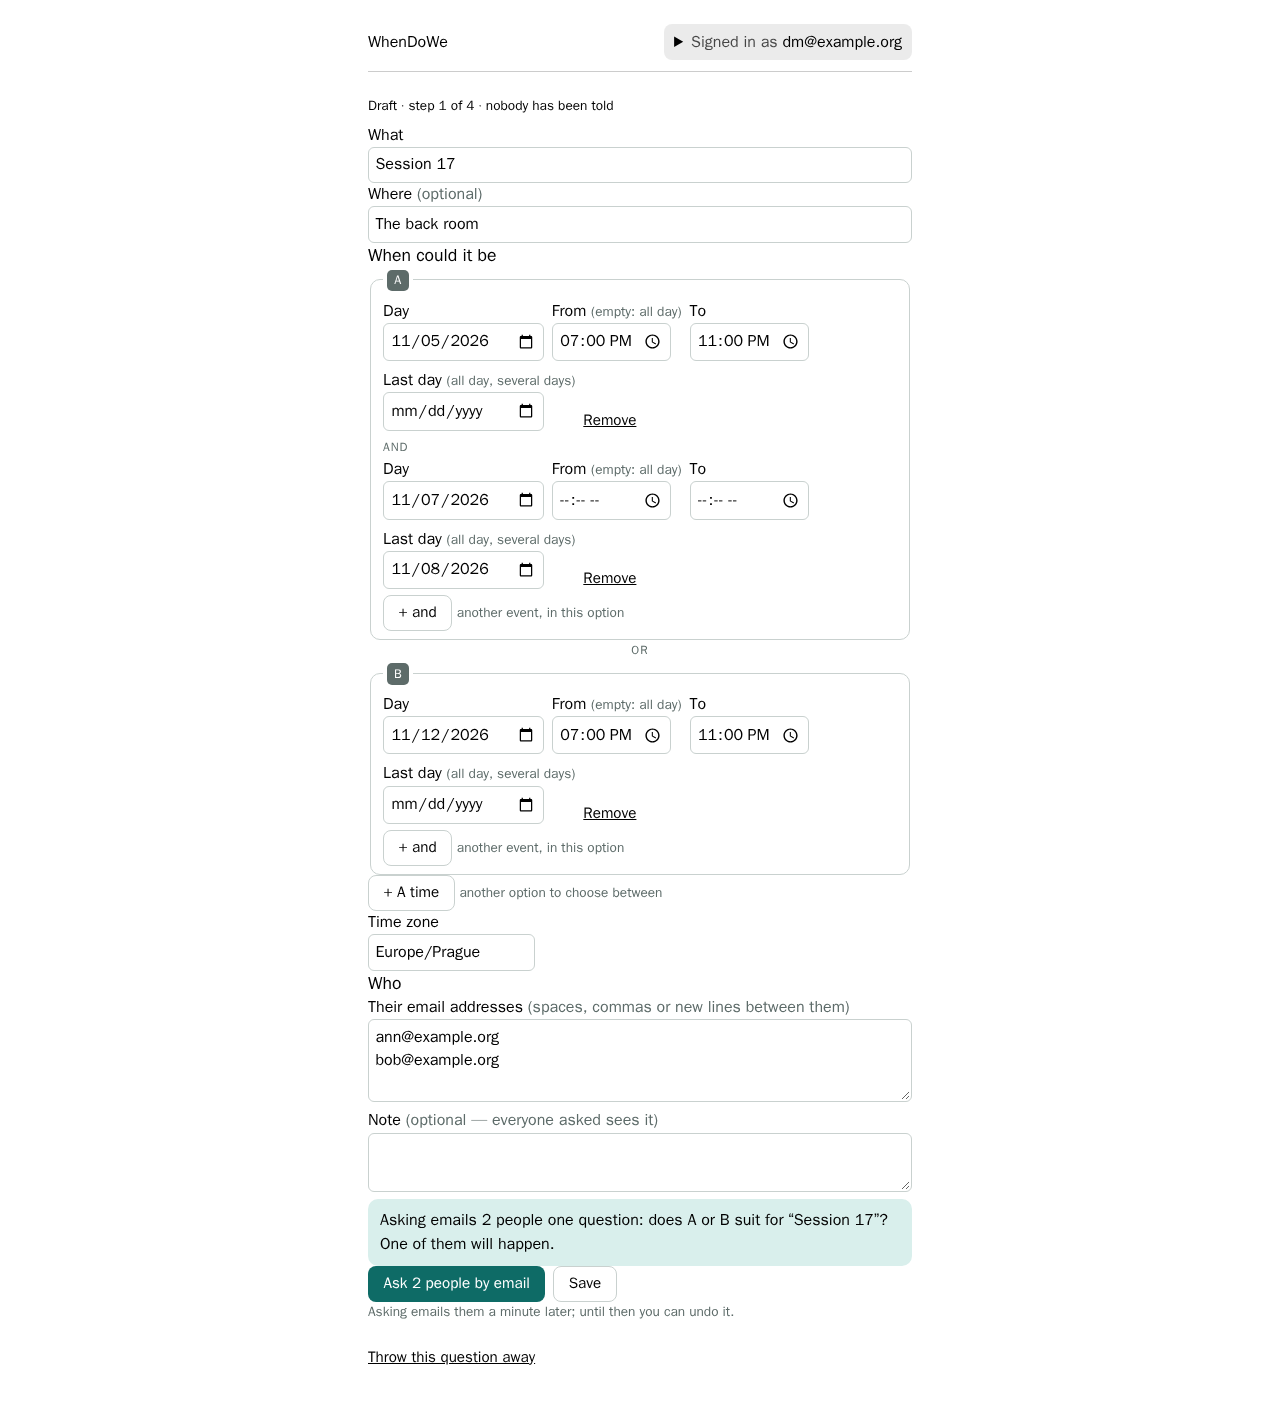 WhenDoWe
Signed in as dm@example.org
Draft · step 1 of 4 · nobody has been told
What
Session 17
Where (optional)
The back room
When could it be
A
Day From (empty: all day) To
11/05/2026 07:00 PM 11:00 PM
Last day (all day, several days)
mm/dd/yyyy Remove
AND
Day From (empty: all day) To
11/07/2026 --:-- -- --:-- --
Last day (all day, several days)
11/08/2026 Remove
+ and another event, in this option
OR
B
Day From (empty: all day) To
11/12/2026 07:00 PM 11:00 PM
Last day (all day, several days)
mm/dd/yyyy Remove
+ and another event, in this option
+ A time another option to choose between
Time zone
Europe/Prague
Who
Their email addresses (spaces, commas or new lines between them)
ann@example.org
bob@example.org
Note (optional — everyone asked sees it)
Asking emails 2 people one question: does A or B suit for “Session 17”?
One of them will happen.
Ask 2 people by email Save
Asking emails them a minute later; until then you can undo it.
Throw this question away